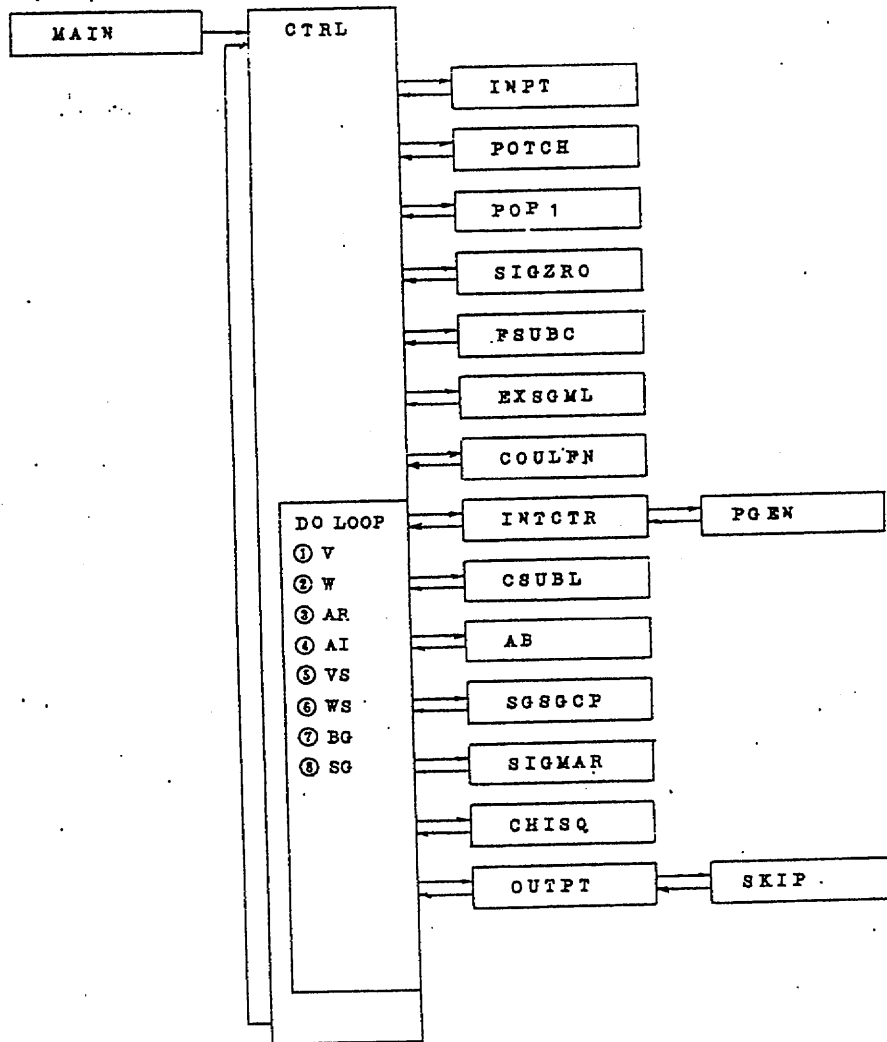 MAIN
CTRL
INPT
POTCH
POP 1
SIGZRO
FSUBC
EXSGML
COULFN
DO LOOP
① V
② W
③ AR
④ AI
⑤ VS
⑥ WS
⑦ BG
⑧ SG
INTCTR
PGEN
CSUBL
AB
SGSGCP
SIGMAR
CHISQ
OUTPT
SKIP